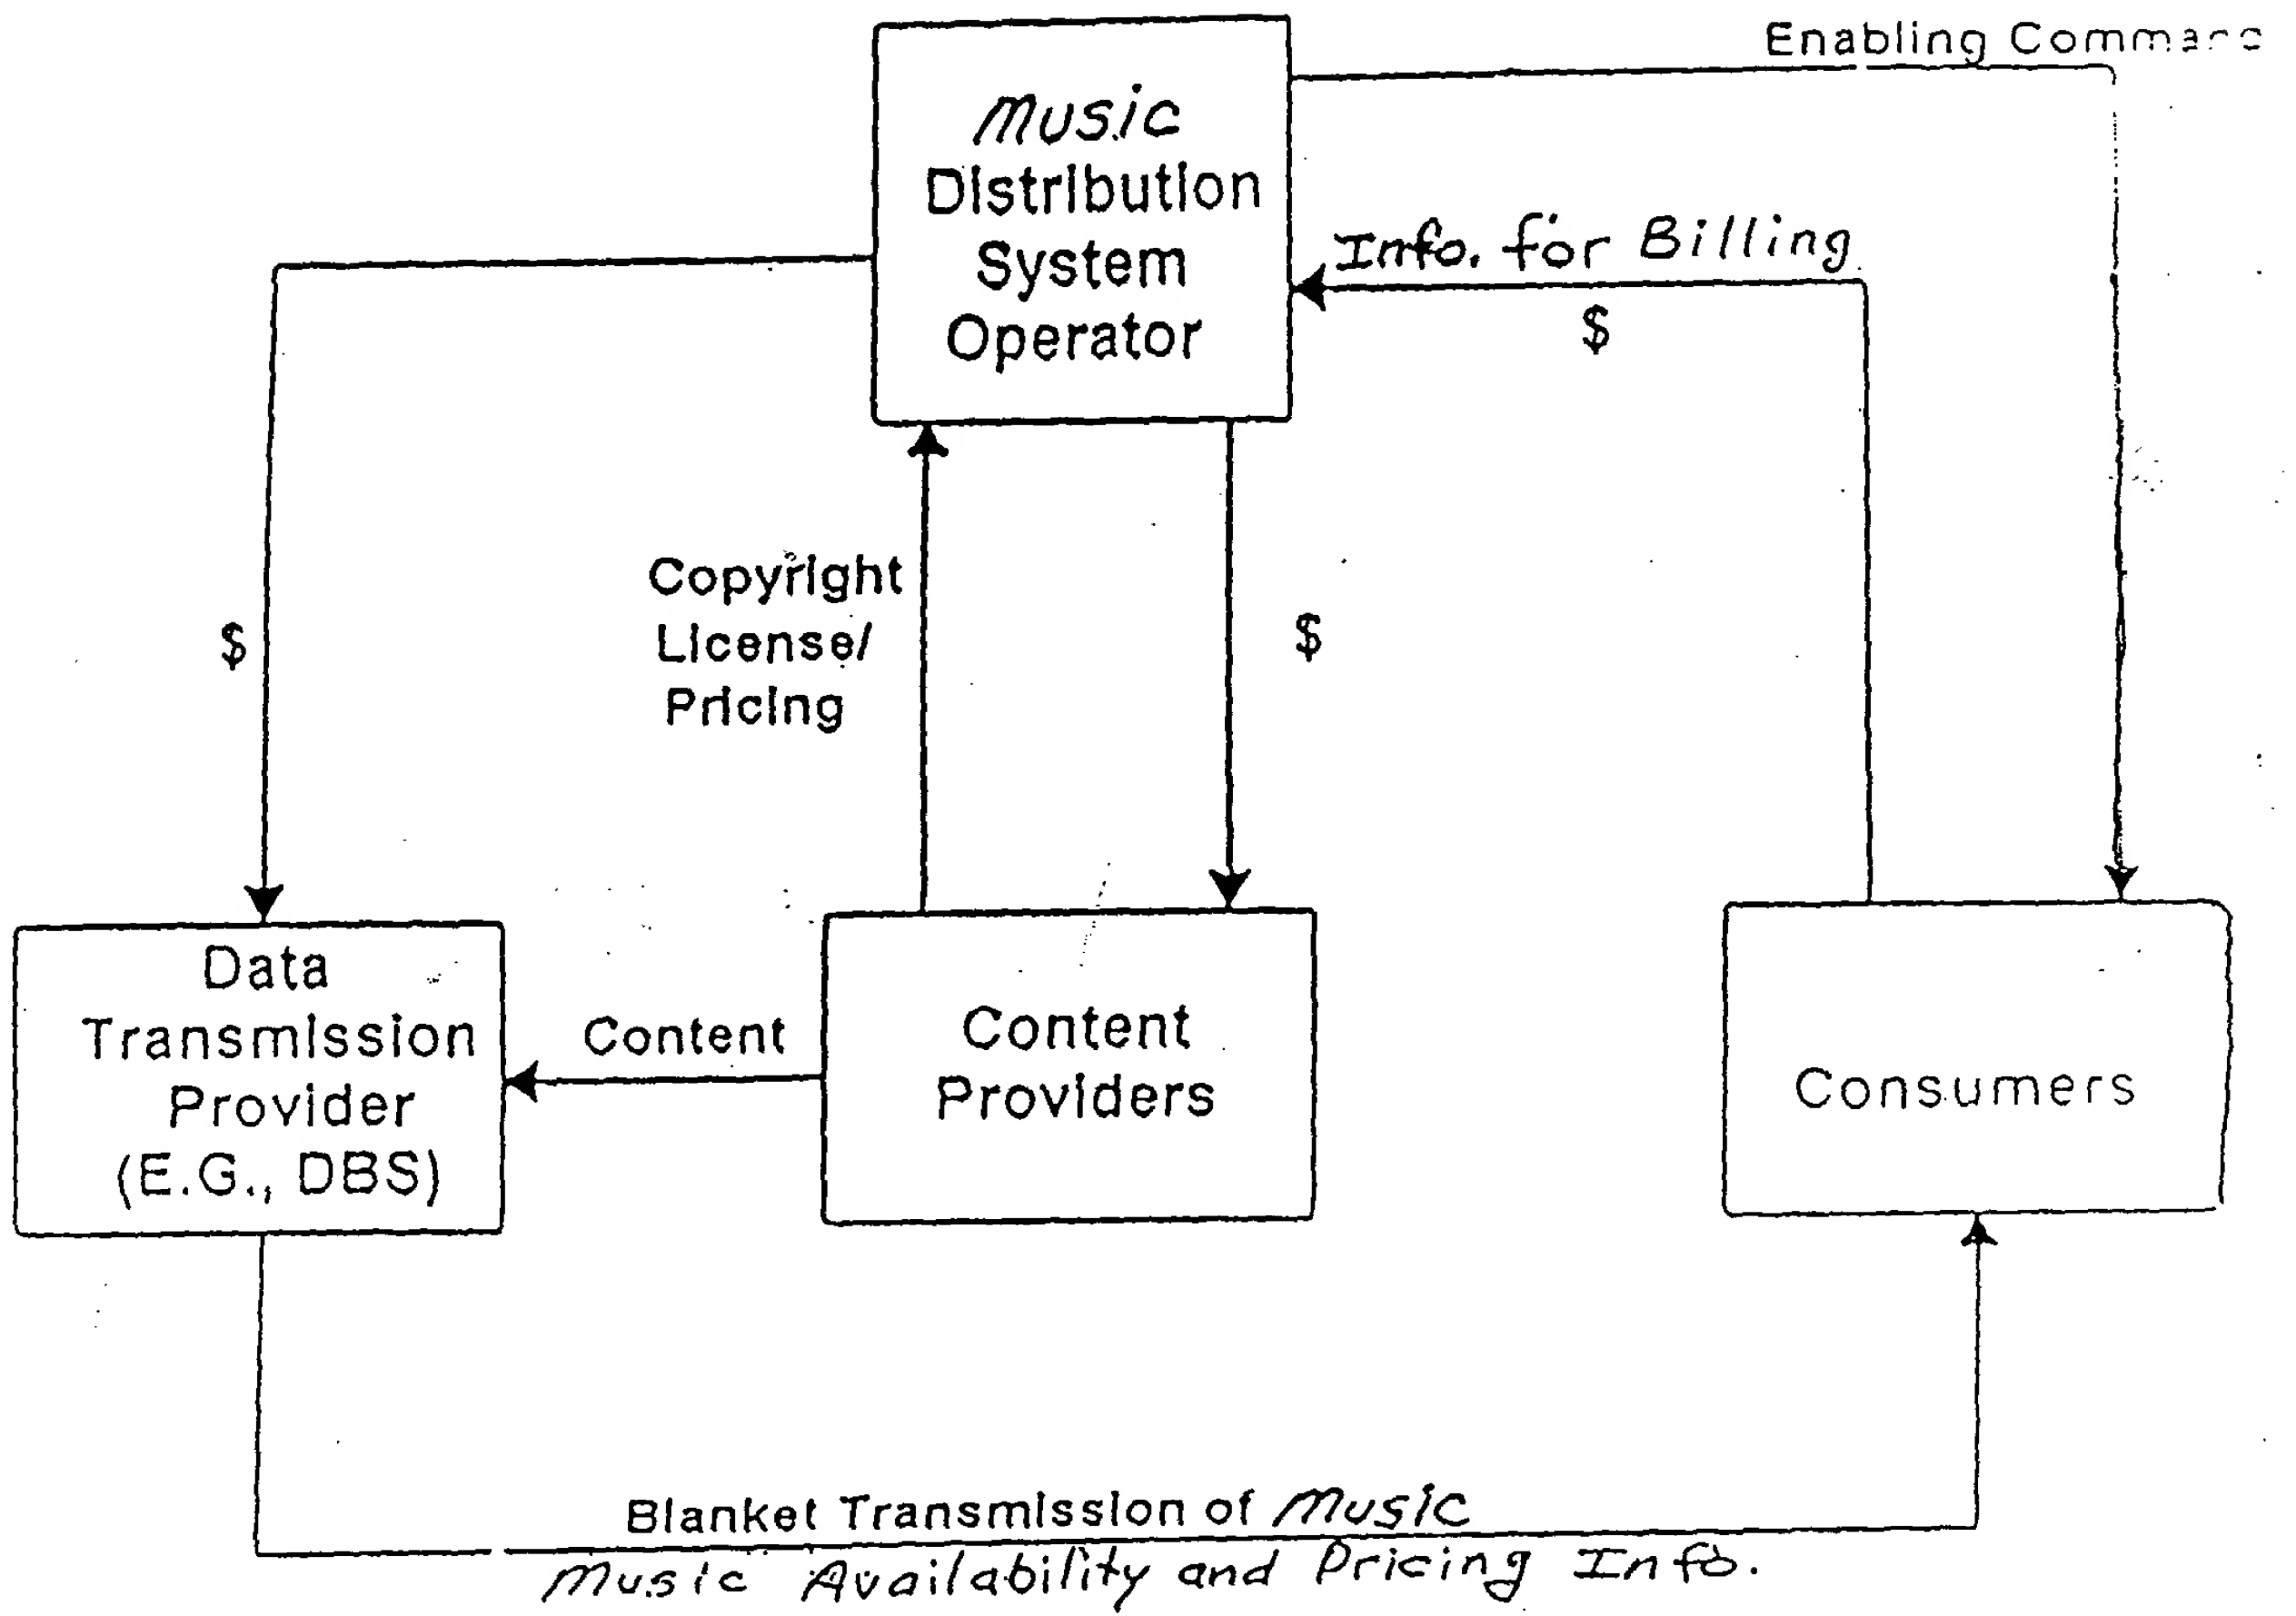 Enabling Command
Music
Distribution
System
Operator
Info. for Billing
$
Copyright
License/
Pricing
$
$
Data
Transmission
Provider
(E.G., DBS)
Content
Content
Providers
Consumers
Blanket Transmission of Music
Music Availability and Pricing Info.